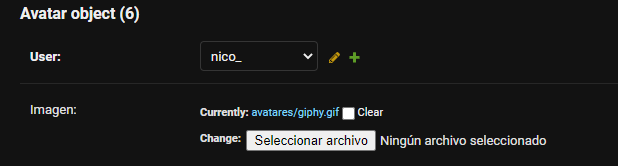 Avatar object (6)
User: nico_
Imagen: Currently: avatares/giphy.gif Clear
Change: Seleccionar archivo Ningún archivo seleccionado